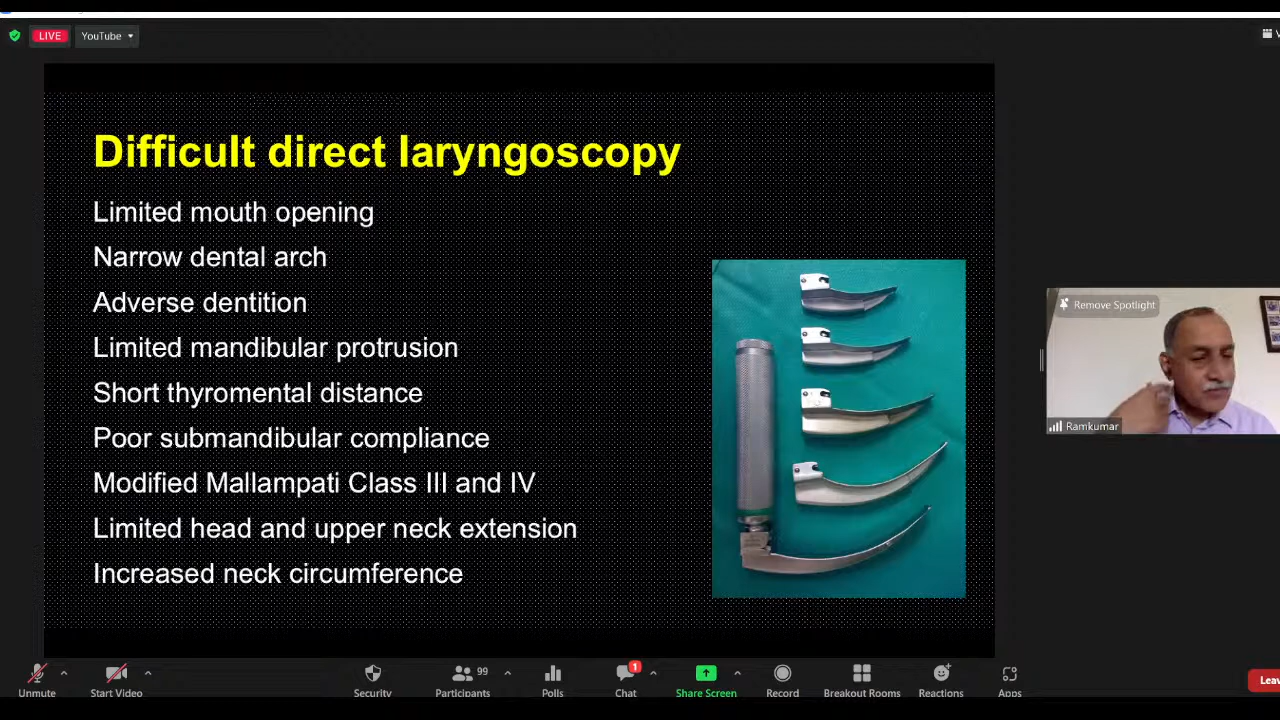 LIVE
YouTube
Difficult direct laryngoscopy
Limited mouth opening
Narrow dental arch
Adverse dentition
Limited mandibular protrusion
Short thyromental distance
Poor submandibular compliance
Modified Mallampati Class III and IV
Limited head and upper neck extension
Increased neck circumference
Remove Spotlight
Ramkumar
Unmute
Start Video
Security
99
Participants
Polls
1
Chat
Share Screen
Record
Breakout Rooms
Reactions
Apps
Leav